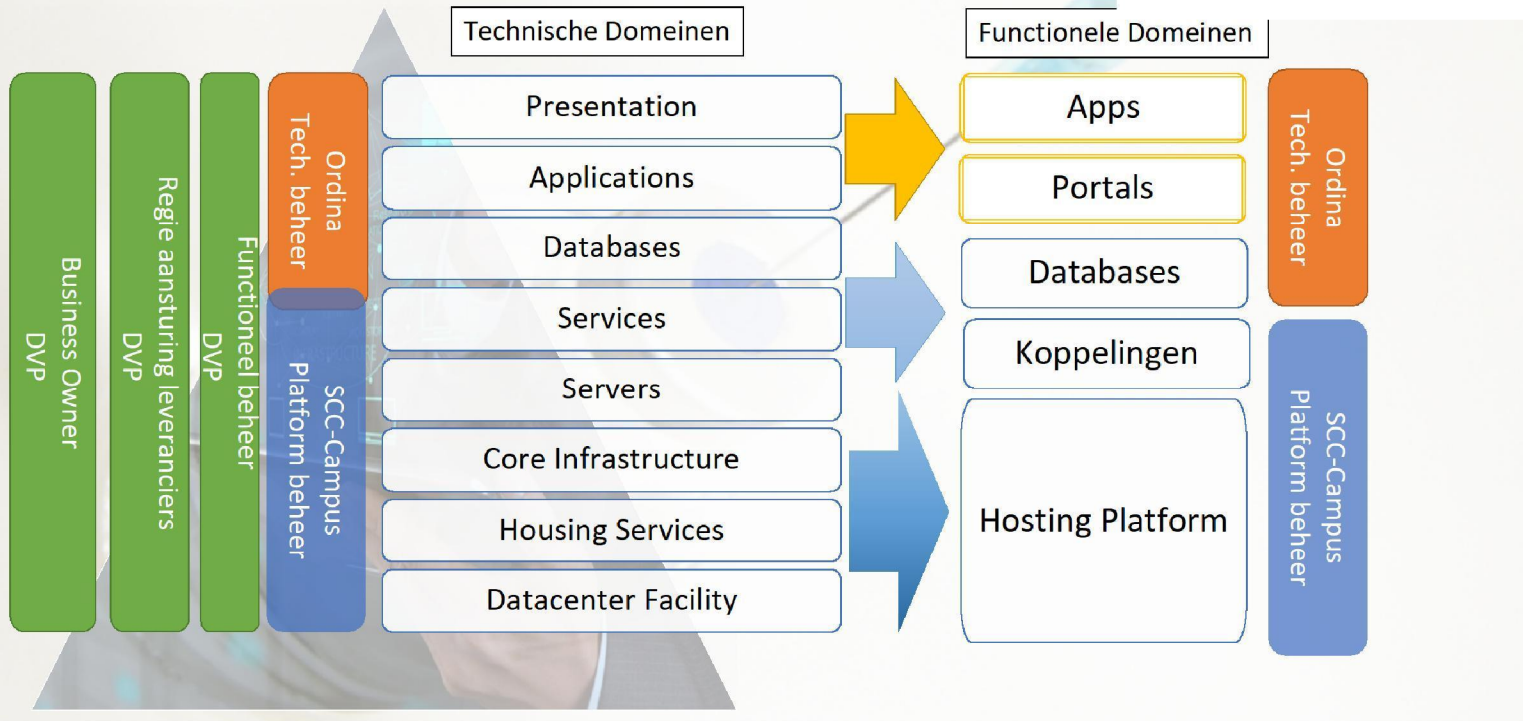 Technische Domeinen
Functionele Domeinen
Business Owner
DVP
Regie aansturing leveranciers
DVP
Functioneel beheer
DVP
Ordina
Tech. beheer
SCC-Campus
Platform beheer
Presentation
Applications
Databases
Services
Servers
Core Infrastructure
Housing Services
Datacenter Facility
Apps
Portals
Databases
Koppelingen
Hosting Platform
Ordina
Tech. beheer
SCC-Campus
Platform beheer